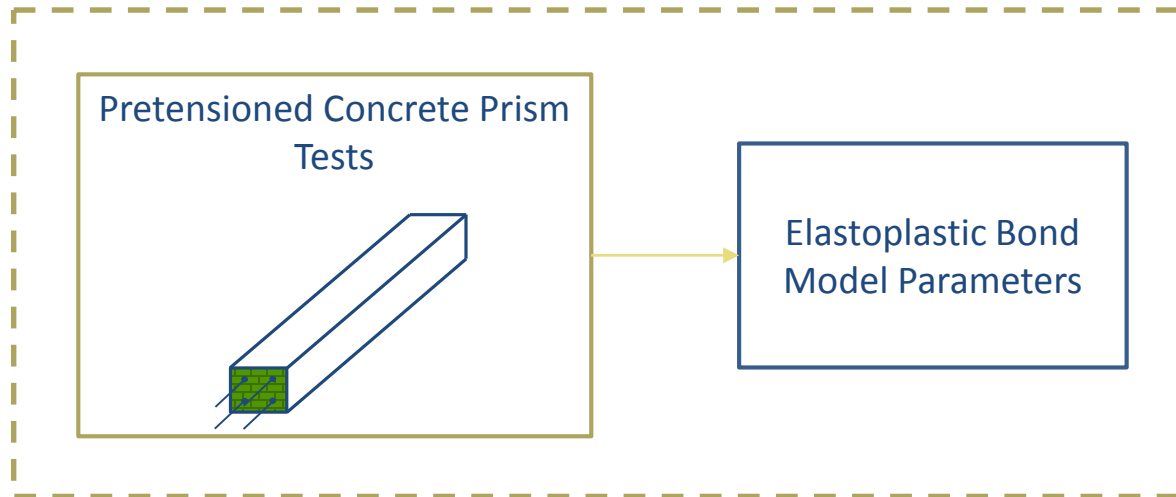 Pretensioned Concrete Prism
Tests
Elastoplastic Bond
Model Parameters